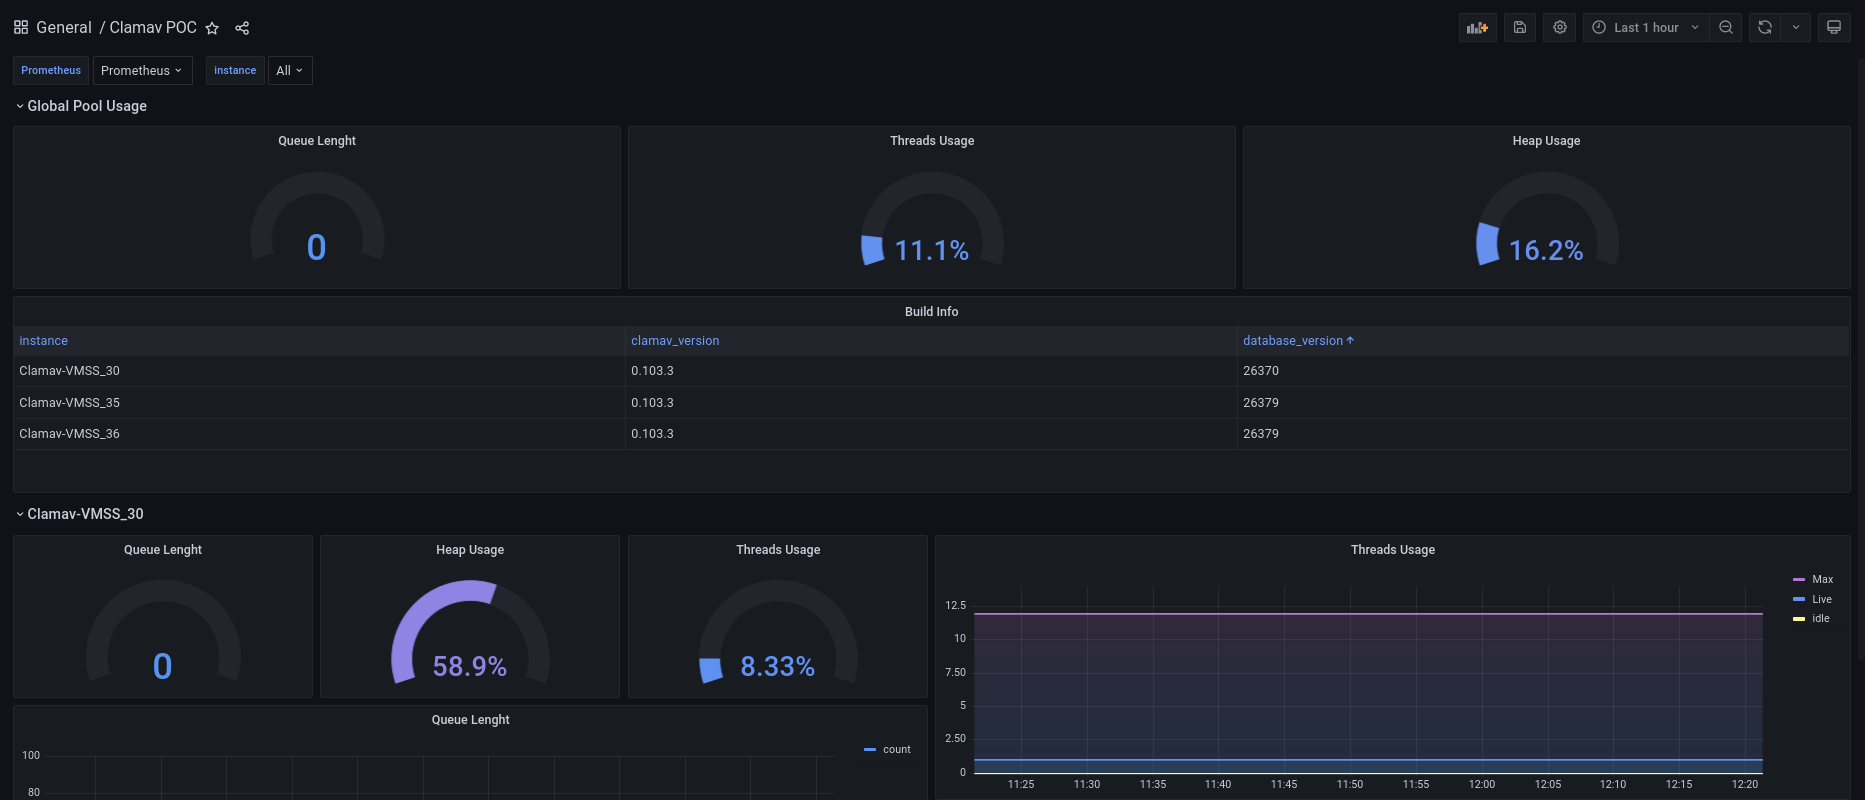 General / Clamav POC
Last 1 hour
Prometheus Prometheus instance All
Global Pool Usage
Queue Lenght
0
Threads Usage
11.1%
Heap Usage
16.2%
Build Info
instance clamav_version database_version
Clamav-VMSS_30 0.103.3 26370
Clamav-VMSS_35 0.103.3 26379
Clamav-VMSS_36 0.103.3 26379
Clamav-VMSS_30
Queue Lenght
0
Heap Usage
58.9%
Threads Usage
8.33%
Threads Usage
12.5
10
7.50
5
2.50
0
11:25 11:30 11:35 11:40 11:45 11:50 11:55 12:00 12:05 12:10 12:15 12:20
Max
Live
idle
Queue Lenght
100
80
count